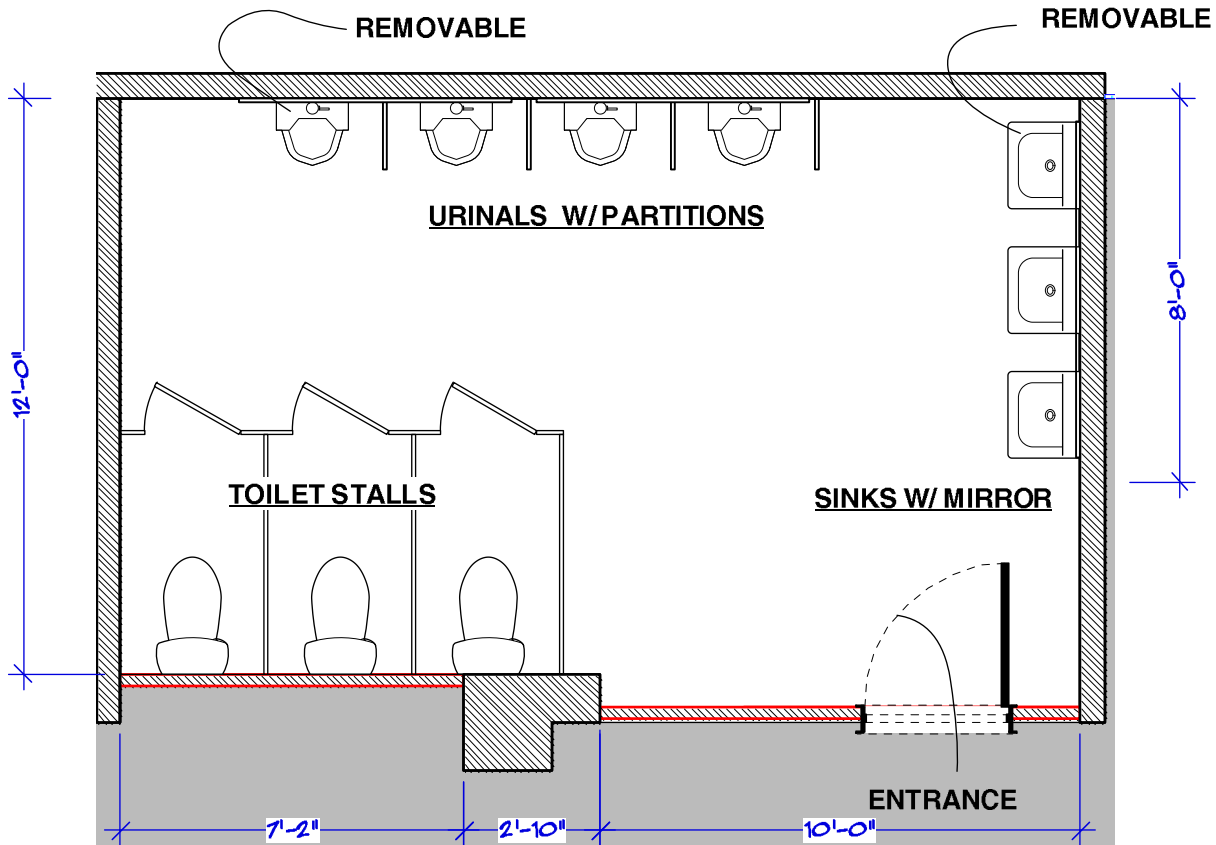 REMOVABLE
REMOVABLE
URINALS W/ PARTITIONS
8'-0"
12'-0"
TOILET STALLS
SINKS W/ MIRROR
ENTRANCE
7'-2"
2'-10"
10'-0"